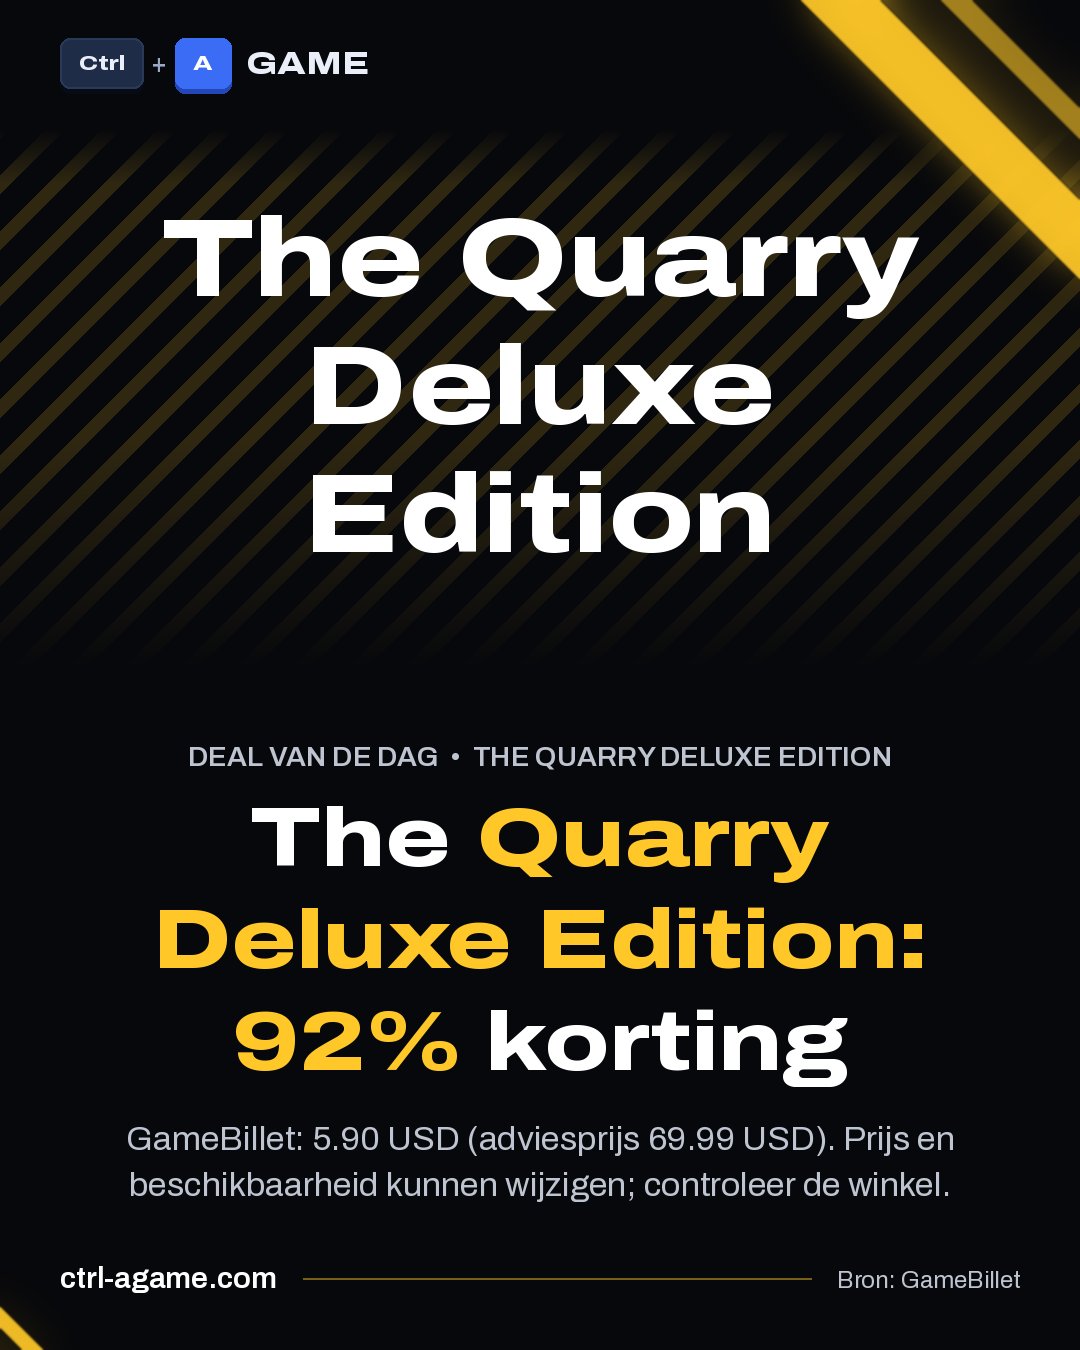 Ctrl + A GAME
The Quarry
Deluxe
Edition
DEAL VAN DE DAG • THE QUARRY DELUXE EDITION
The Quarry
Deluxe Edition:
92% korting
GameBillet: 5.90 USD (adviesprijs 69.99 USD). Prijs en
beschikbaarheid kunnen wijzigen; controleer de winkel.
ctrl-agame.com
Bron: GameBillet